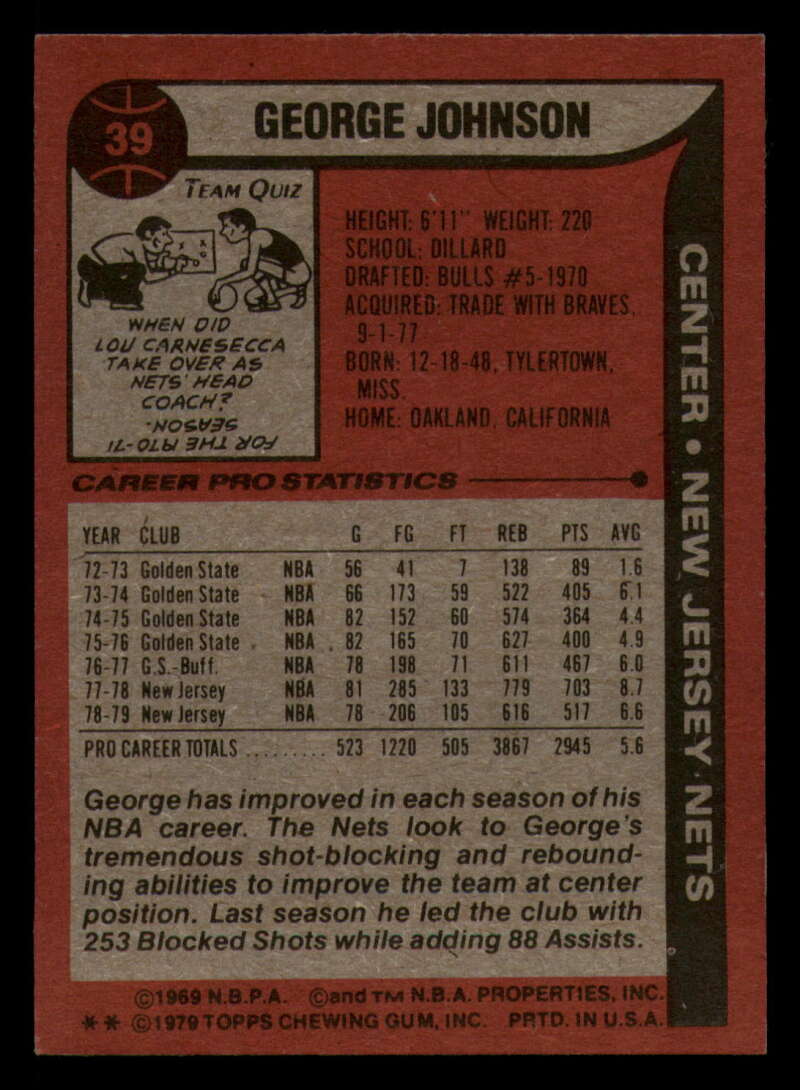 39
GEORGE JOHNSON
TEAM QUIZ
WHEN DID
LOU CARNESECCA
TAKE OVER AS
NETS' HEAD
COACH?
FOR THE 1970-71
SEASON.
HEIGHT: 6'11" WEIGHT: 220
SCHOOL: DILLARD
DRAFTED: BULLS #5-1970
ACQUIRED: TRADE WITH BRAVES,
9-1-77
BORN: 12-18-48, TYLERTOWN,
MISS.
HOME: OAKLAND, CALIFORNIA
CENTER • NEW JERSEY NETS
CAREER PRO STATISTICS
YEAR CLUB G FG FT REB PTS AVG
72-73 Golden State NBA 56 41 7 138 89 1.6
73-74 Golden State NBA 66 173 59 522 405 6.1
74-75 Golden State NBA 82 152 60 574 364 4.4
75-76 Golden State NBA 82 165 70 627 400 4.9
76-77 G.S.-Buff. NBA 78 198 71 611 467 6.0
77-78 New Jersey NBA 81 285 133 779 703 8.7
78-79 New Jersey NBA 78 206 105 616 517 6.6
PRO CAREER TOTALS ......... 523 1220 505 3867 2945 5.6
George has improved in each season of his
NBA career. The Nets look to George's
tremendous shot-blocking and rebound-
ing abilities to improve the team at center
position. Last season he led the club with
253 Blocked Shots while adding 88 Assists.
©1969 N.B.P.A. ©and TM N.B.A. PROPERTIES, INC.
** ©1979 TOPPS CHEWING GUM, INC. PRTD. IN U.S.A.